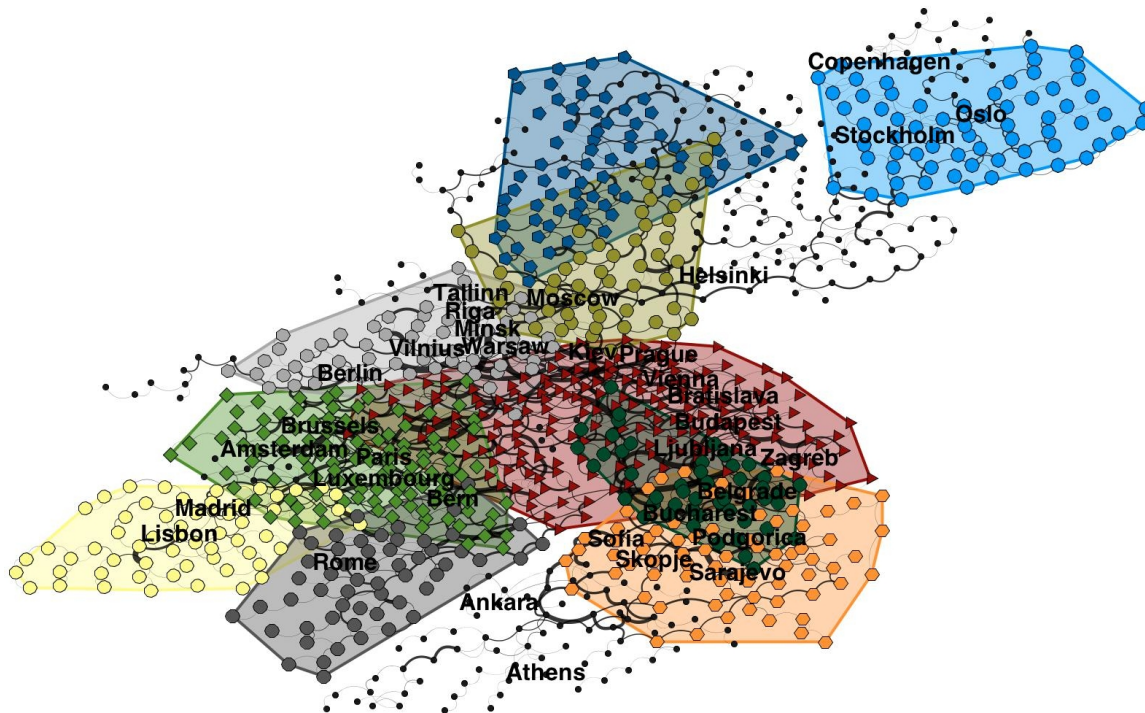 Copenhagen
Oslo
Stockholm
Helsinki
Tallinn
Moscow
Riga
Minsk
Vilnius
Warsaw
Kiev
Prague
Berlin
Vienna
Bratislava
Brussels
Budapest
Amsterdam
Paris
Ljubljana
Zagreb
Luxembourg
Bern
Belgrade
Madrid
Bucharest
Lisbon
Sofia
Podgorica
Rome
Skopje
Sarajevo
Ankara
Athens